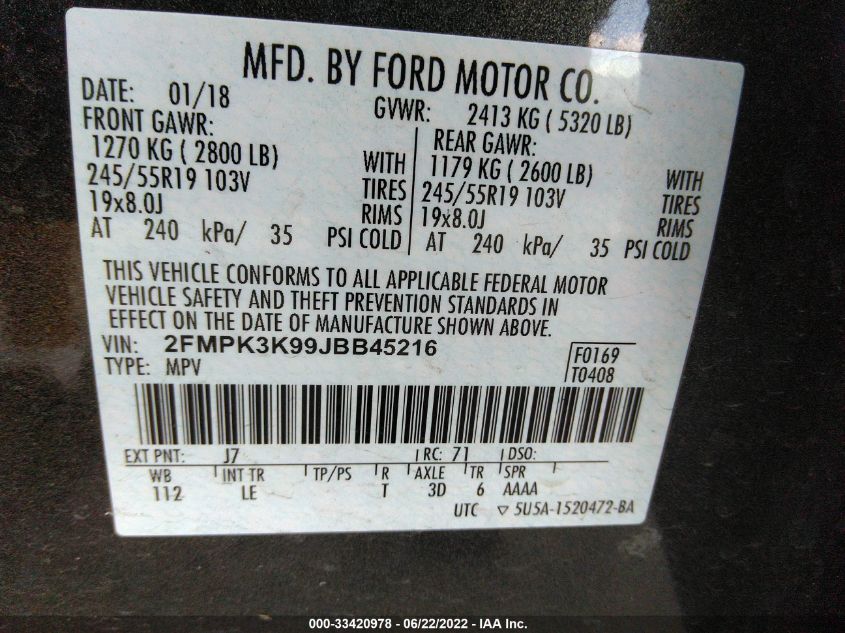 MFD. BY FORD MOTOR CO.
DATE: 01/18
GVWR: 2413 KG ( 5320 LB)
FRONT GAWR:
1270 KG ( 2800 LB) WITH
245/55R19 103V TIRES
19x8.0J RIMS
AT 240 kPa/ 35 PSI COLD
REAR GAWR:
1179 KG ( 2600 LB) WITH
245/55R19 103V TIRES
19x8.0J RIMS
AT 240 kPa/ 35 PSI COLD
THIS VEHICLE CONFORMS TO ALL APPLICABLE FEDERAL MOTOR
VEHICLE SAFETY AND THEFT PREVENTION STANDARDS IN
EFFECT ON THE DATE OF MANUFACTURE SHOWN ABOVE.
VIN: 2FMPK3K99JBB45216
TYPE: MPV
F0169
T0408
EXT PNT: J7 RC: 71 DSO:
WB INT TR TP/PS R AXLE TR SPR
112 LE T 3D 6 AAAA
UTC ▽ 5U5A-1520472-BA
000-33420978 - 06/22/2022 - IAA Inc.